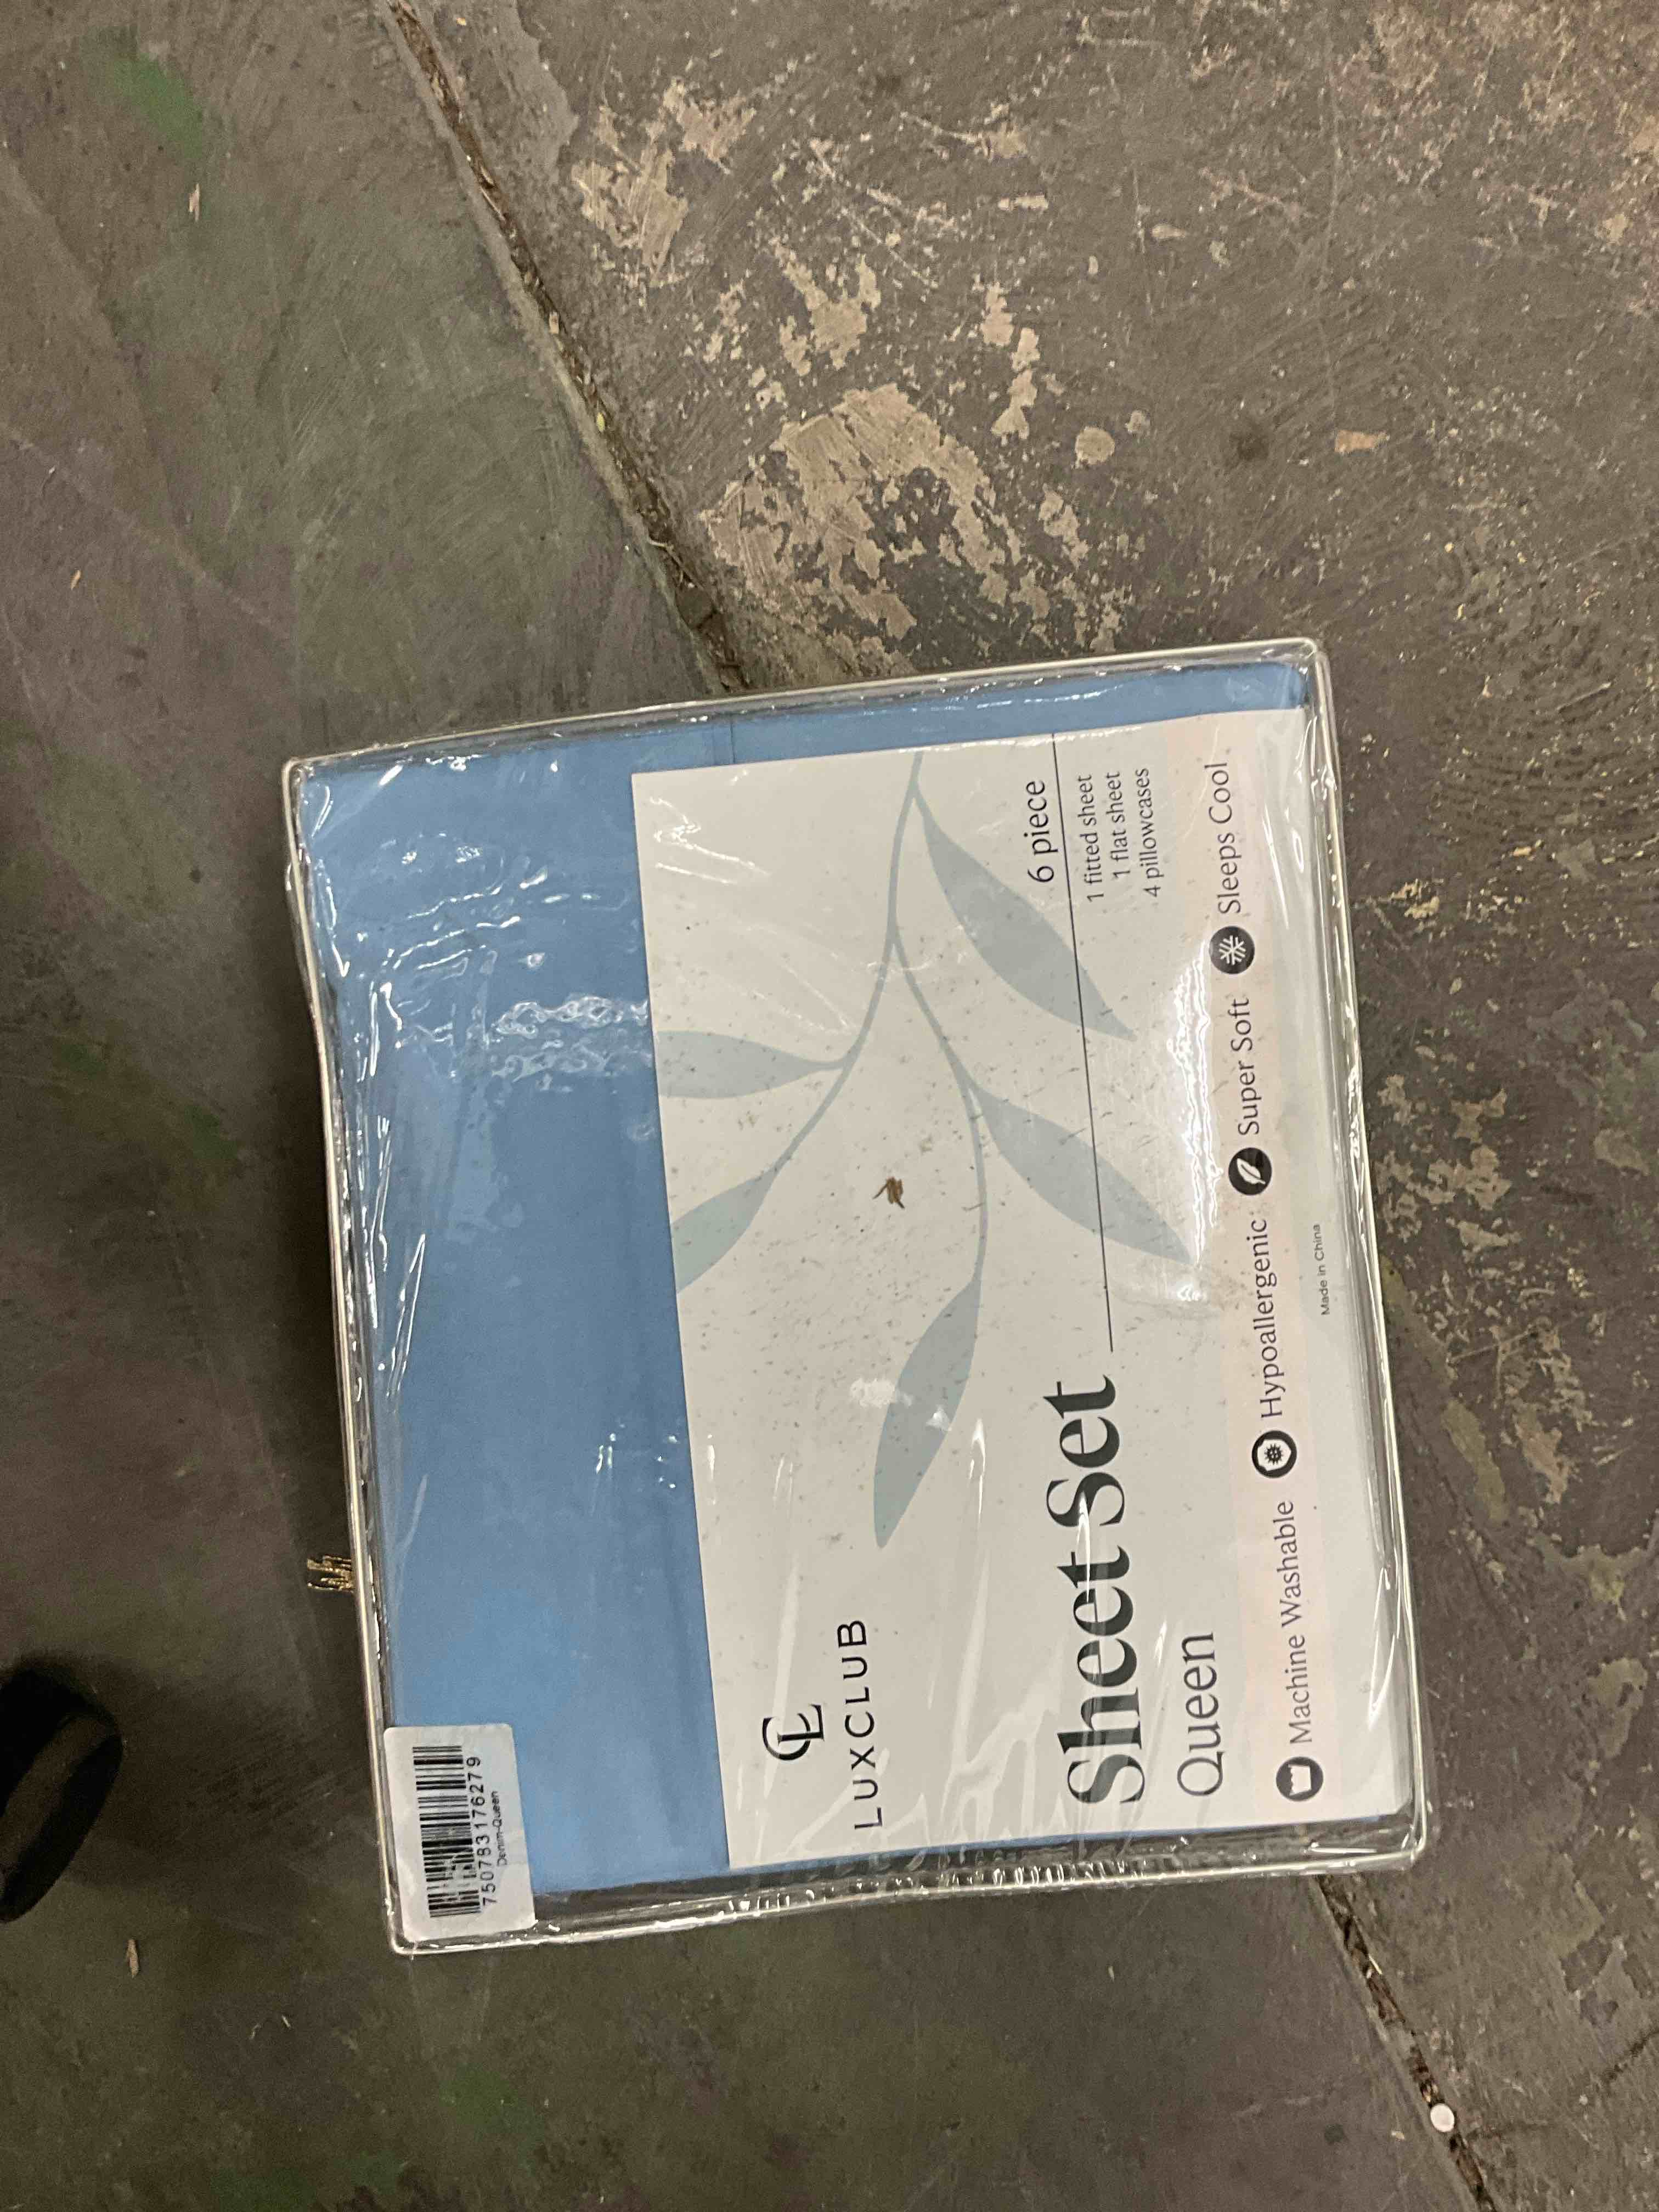 750783176279
Denim-Queen
CL
LUXCLUB
6 piece
1 fitted sheet
1 flat sheet
4 pillowcases
Sheet Set
Queen
Machine Washable Hypoallergenic Super Soft Sleeps Cool
Made in China